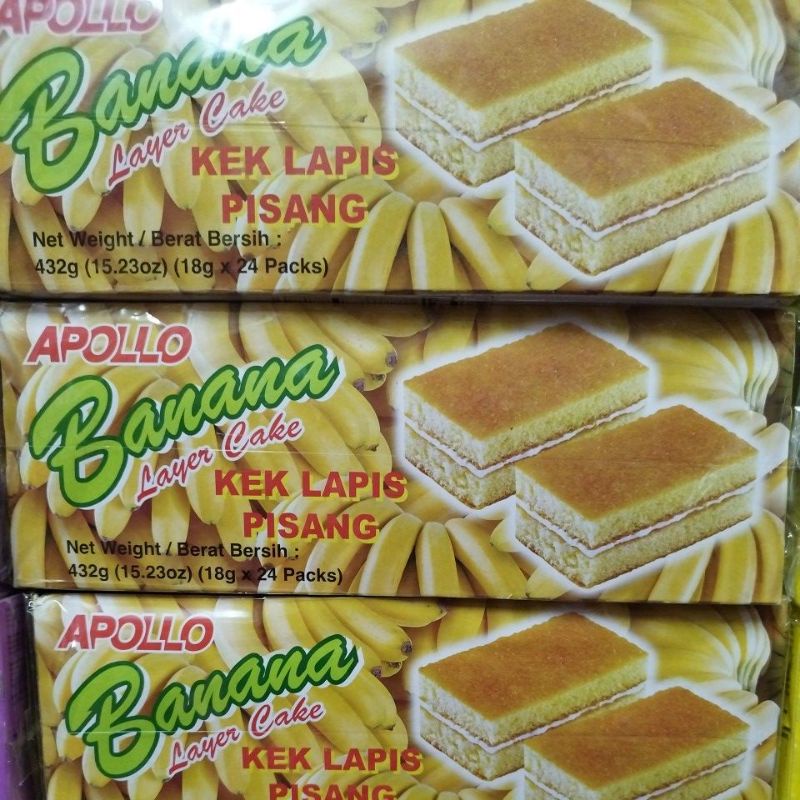 APOLLO
Banana
Layer Cake
KEK LAPIS
PISANG
Net Weight / Berat Bersih :
432g (15.23oz) (18g x 24 Packs)
APOLLO
Banana
Layer Cake
KEK LAPIS
PISANG
Net Weight / Berat Bersih :
432g (15.23oz) (18g x 24 Packs)
APOLLO
Banana
Layer Cake
KEK LAPIS
PISANG